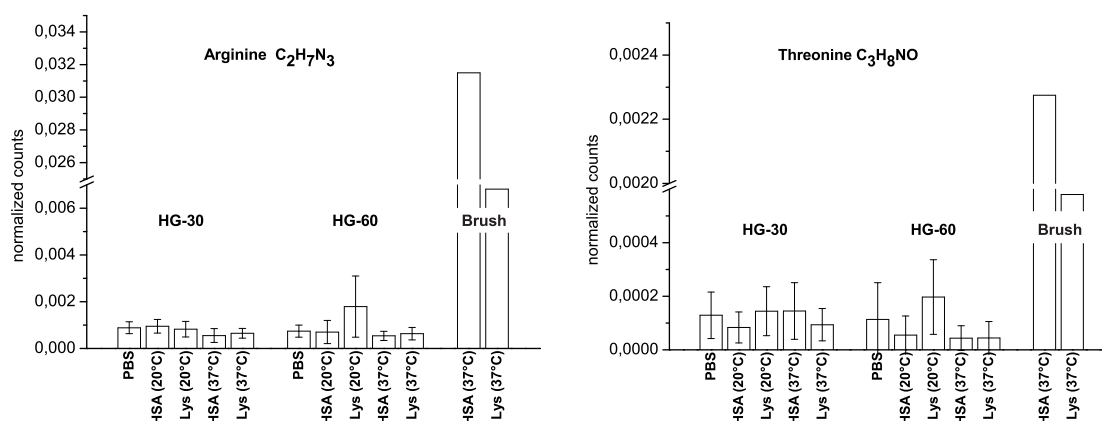 Arginine C2H7N3
normalized counts
0,034
0,032
0,030
0,028
0,026
0,006
0,004
0,002
0,000
HG-30
HG-60
Brush
PBS
HSA (20°C)
Lys (20°C)
HSA (37°C)
Lys (37°C)
PBS
HSA (20°C)
Lys (20°C)
HSA (37°C)
Lys (37°C)
HSA (37°C)
Lys (37°C)
Threonine C3H8NO
normalized counts
0,0024
0,0022
0,0020
0,0004
0,0002
0,0000
HG-30
HG-60
Brush
PBS
HSA (20°C)
Lys (20°C)
HSA (37°C)
Lys (37°C)
PBS
HSA (20°C)
Lys (20°C)
HSA (37°C)
Lys (37°C)
HSA (37°C)
Lys (37°C)